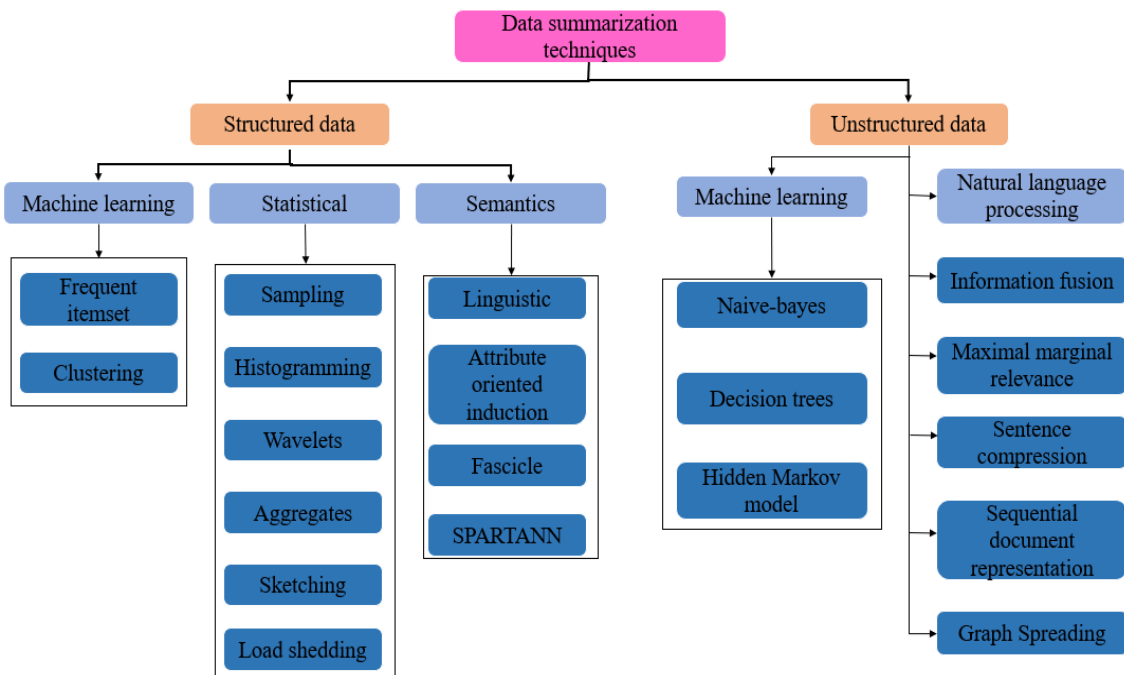 Data summarization
techniques
Structured data
Unstructured data
Machine learning
Statistical
Semantics
Machine learning
Natural language
processing
Frequent
itemset
Clustering
Sampling
Histogramming
Wavelets
Aggregates
Sketching
Load shedding
Linguistic
Attribute
oriented
induction
Fascicle
SPARTANN
Naive-bayes
Decision trees
Hidden Markov
model
Information fusion
Maximal marginal
relevance
Sentence
compression
Sequential
document
representation
Graph Spreading